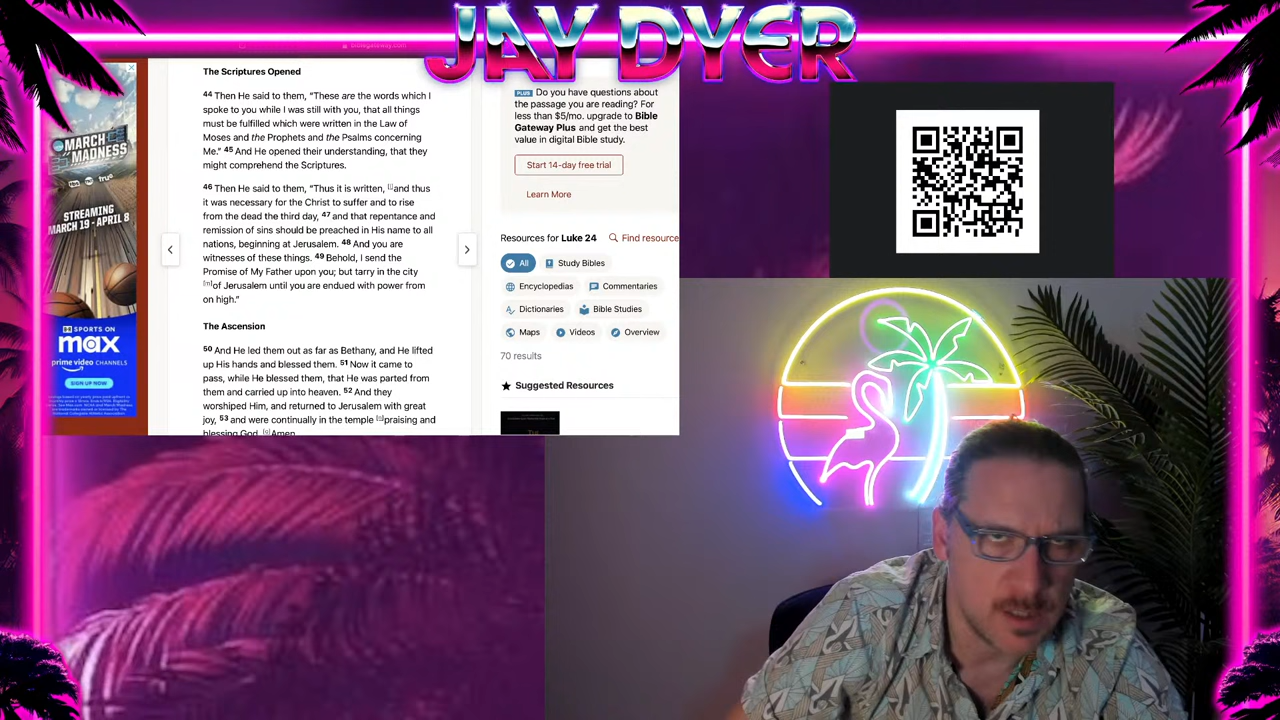 JAY DYER
biblegateway.com
The Scriptures Opened
44 Then He said to them, “These are the words which I
spoke to you while I was still with you, that all things
must be fulfilled which were written in the Law of
Moses and the Prophets and the Psalms concerning
Me.” 45 And He opened their understanding, that they
might comprehend the Scriptures.
46 Then He said to them, “Thus it is written, and thus
it was necessary for the Christ to suffer and to rise
from the dead the third day, 47 and that repentance and
remission of sins should be preached in His name to all
nations, beginning at Jerusalem. 48 And you are
witnesses of these things. 49 Behold, I send the
Promise of My Father upon you; but tarry in the city
[m]of Jerusalem until you are endued with power from
on high.”
The Ascension
50 And He led them out as far as Bethany, and He lifted
up His hands and blessed them. 51 Now it came to
pass, while He blessed them, that He was parted from
them and carried up into heaven. 52 And they
worshiped Him, and returned to Jerusalem with great
joy, 53 and were continually in the temple praising and
blessing God. Amen.
PLUS Do you have questions about
the passage you are reading? For
less than $5/mo. upgrade to Bible
Gateway Plus and get the best
value in digital Bible study.
Start 14-day free trial
Learn More
Resources for Luke 24
Find resource
All
Study Bibles
Encyclopedias
Commentaries
Dictionaries
Bible Studies
Maps
Videos
Overview
70 results
Suggested Resources
THE
MARCH
MADNESS
tbs
tnt
tru
STREAMING
MARCH 19 - APRIL 8
B/R SPORTS ON
max
prime video CHANNELS
SIGN UP NOW